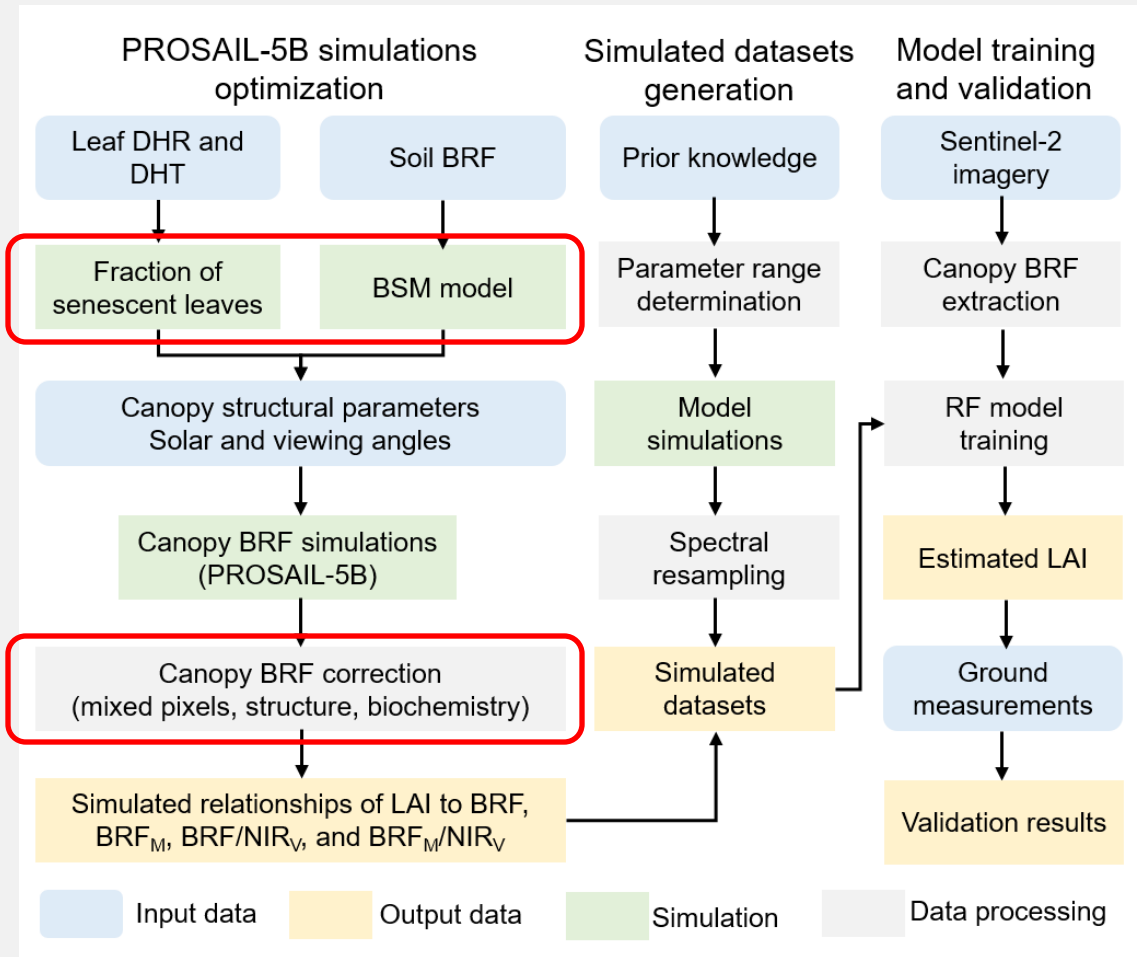 PROSAIL-5B simulations
optimization
Leaf DHR and
DHT
Soil BRF
Fraction of
senescent leaves
BSM model
Canopy structural parameters
Solar and viewing angles
Canopy BRF simulations
(PROSAIL-5B)
Canopy BRF correction
(mixed pixels, structure, biochemistry)
Simulated relationships of LAI to BRF,
BRF_M, BRF/NIR_V, and BRF_M/NIR_V
Simulated datasets
generation
Prior knowledge
Parameter range
determination
Model
simulations
Spectral
resampling
Simulated
datasets
Model training
and validation
Sentinel-2
imagery
Canopy BRF
extraction
RF model
training
Estimated LAI
Ground
measurements
Validation results
Input data
Output data
Simulation
Data processing